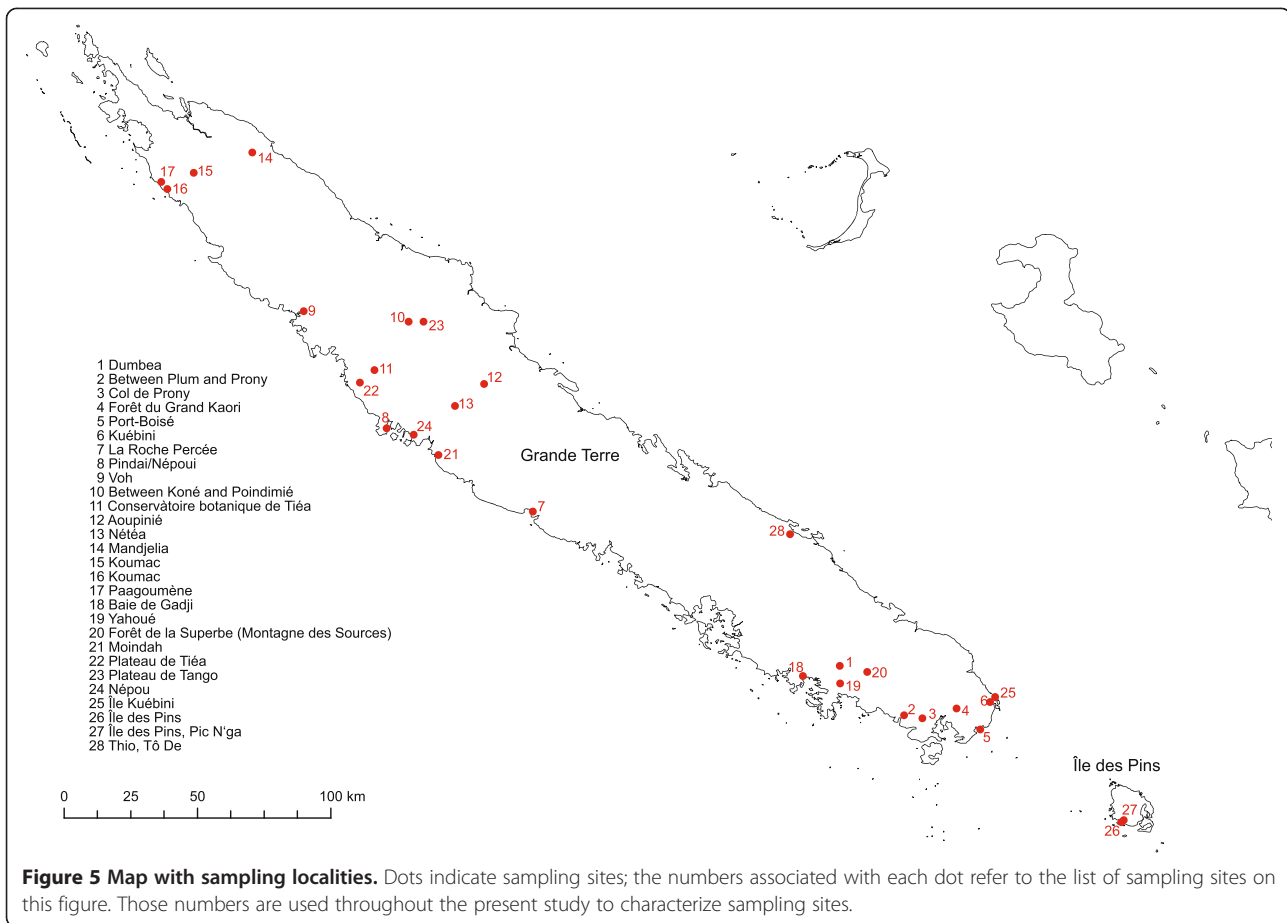 14
17
15
16
9
10
23
11
22
12
13
8
24
21
Grande Terre
7
28
1 Dumbea
2 Between Plum and Prony
3 Col de Prony
4 Forêt du Grand Kaori
5 Port-Boisé
6 Kuébini
7 La Roche Percée
8 Pindai/Népoui
9 Voh
10 Between Koné and Poindimié
11 Conservàtoire botanique de Tiéa
12 Aoupinié
13 Nétéa
14 Mandjelia
15 Koumac
16 Koumac
17 Paagoumène
18 Baie de Gadji
19 Yahoué
20 Forêt de la Superbe (Montagne des Sources)
21 Moindah
22 Plateau de Tiéa
23 Plateau de Tango
24 Népou
25 Île Kuébini
26 Île des Pins
27 Île des Pins, Pic N'ga
28 Thio, Tô De
1
18
20
19
25
6
2
3
4
5
Île des Pins
27
26
0 25 50 100 km
Figure 5 Map with sampling localities. Dots indicate sampling sites; the numbers associated with each dot refer to the list of sampling sites on
this figure. Those numbers are used throughout the present study to characterize sampling sites.